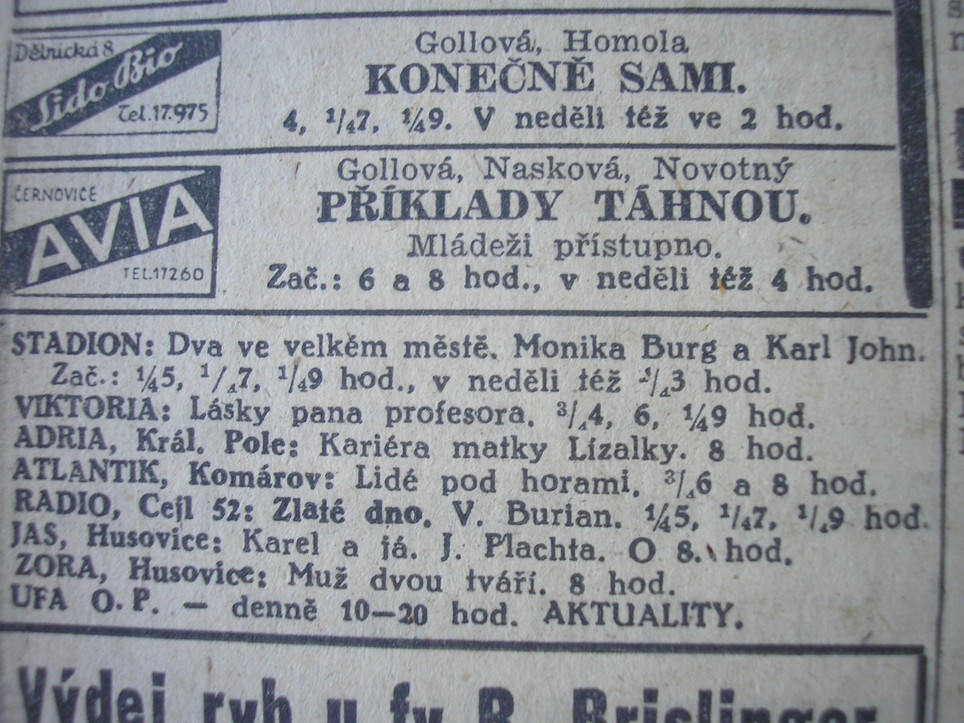 Dělnická 8
Lido Bio
Tel.17.975
Gollová, Homola
KONEČNĚ SAMI.
4, 1/47, 1/49. V neděli též ve 2 hod.
ČERNOVICE
AVIA
TEL.17260
Gollová, Nasková, Novotný
PŘÍKLADY TÁHNOU.
Mládeži přístupno.
Zač.: 6 a 8 hod., v neděli též 4 hod.
STADION: Dva ve velkém městě. Monika Burg a Karl John.
Zač.: 1/45, 1/47, 1/49 hod., v neděli též 1/43 hod.
VIKTORIA: Lásky pana profesora. 3/44, 6, 1/49 hod.
ADRIA, Král. Pole: Kariéra matky Lízalky. 8 hod.
ATLANTIK, Komárov: Lidé pod horami. 3/46 a 8 hod.
RADIO, Cejl 52: Zlaté dno. V. Burian. 1/45, 1/47, 1/49 hod.
JAS, Husovice: Karel a já. J. Plachta. O 8. hod.
ZORA, Husovice: Muž dvou tváří. 8 hod.
UFA O. P. — denně 10—20 hod. AKTUALITY.
Výdej ryb u fy R. Brislinger